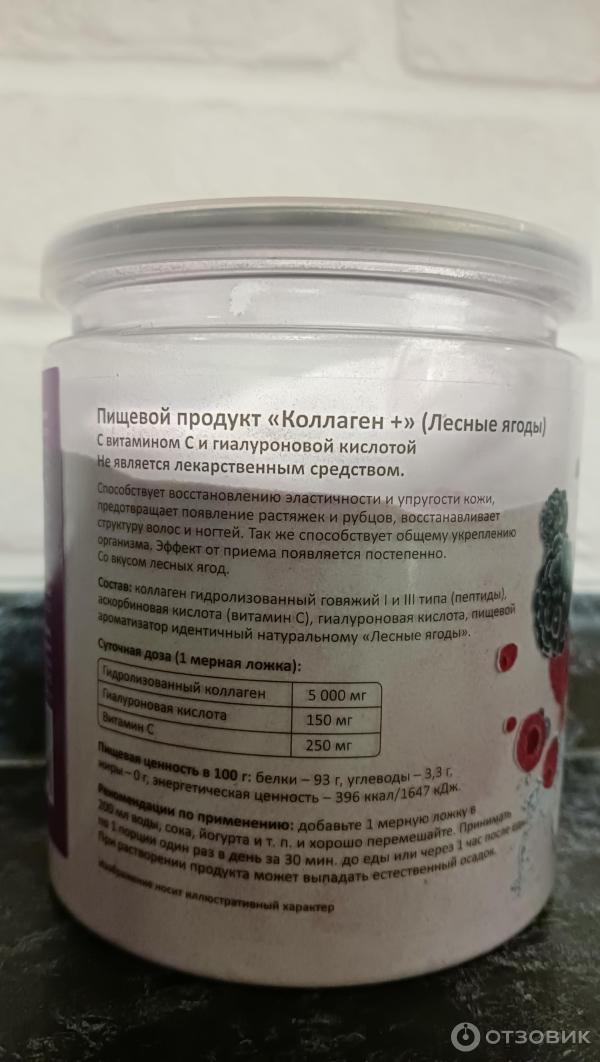 Пищевой продукт «Коллаген +» (Лесные ягоды)
С витамином С и гиалуроновой кислотой
Не является лекарственным средством.
Способствует восстановлению эластичности и упругости кожи,
предотвращает появление растяжек и рубцов, восстанавливает
структуру волос и ногтей. Так же способствует общему укреплению
организма. Эффект от приема появляется постепенно.
Со вкусом лесных ягод.
Состав: коллаген гидролизованный говяжий I и III типа (пептиды),
аскорбиновая кислота (витамин С), гиалуроновая кислота, пищевой
ароматизатор идентичный натуральному «Лесные ягоды».
Суточная доза (1 мерная ложка):
Гидролизованный коллаген 5 000 мг
Гиалуроновая кислота 150 мг
Витамин С 250 мг
Пищевая ценность в 100 г: белки – 93 г, углеводы – 3,3 г,
жиры – 0 г, энергетическая ценность – 396 ккал/1647 кДж.
Рекомендации по применению: добавьте 1 мерную ложку в
200 мл воды, сока, йогурта и т. п. и хорошо перемешайте. Принимать
по 1 порции один раз в день за 30 мин. до еды или через 1 час после
При растворении продукта может выпадать естественный осадок.
Изображение носит иллюстративный характер
ОТЗОВИК